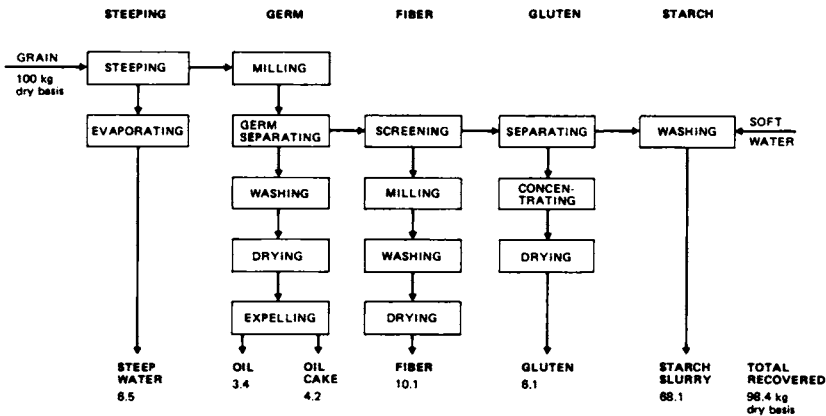 STEEPING GERM FIBER GLUTEN STARCH
GRAIN
100 kg
dry basis
STEEPING
MILLING
EVAPORATING
GERM
SEPARATING
SCREENING
SEPARATING
WASHING
SOFT
WATER
WASHING
MILLING
CONCEN-
TRATING
DRYING
WASHING
DRYING
EXPELLING
DRYING
STEEP
WATER
6.5
OIL
3.4
OIL
CAKE
4.2
FIBER
10.1
GLUTEN
6.1
STARCH
SLURRY
68.1
TOTAL
RECOVERED
98.4 kg
dry basis